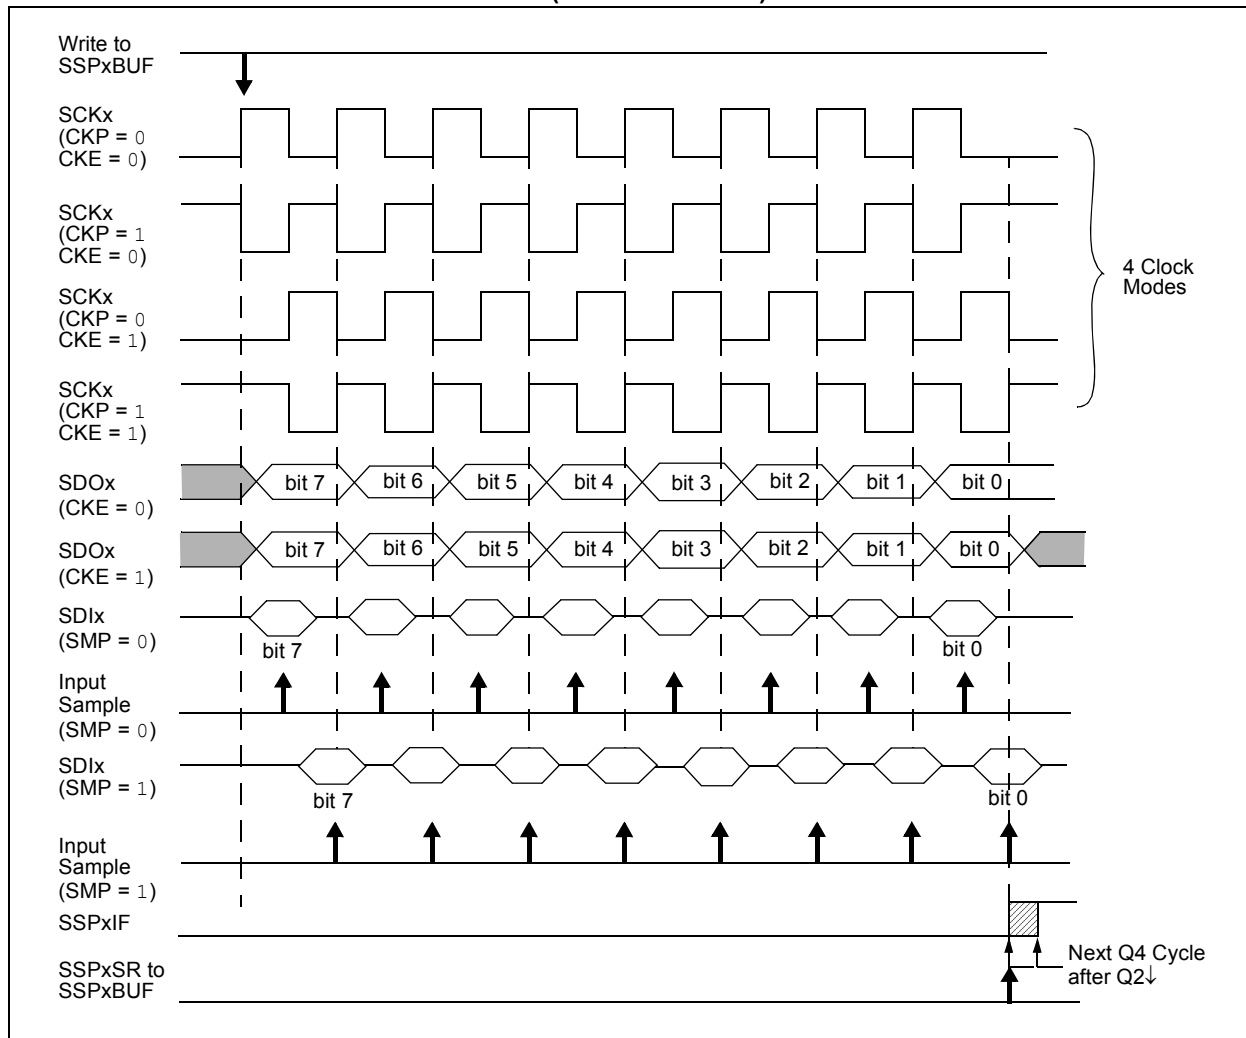 Write to
SSPxBUF
SCKx
(CKP = 0
CKE = 0)
SCKx
(CKP = 1
CKE = 0)
SCKx
(CKP = 0
CKE = 1)
SCKx
(CKP = 1
CKE = 1)
4 Clock
Modes
SDOx
(CKE = 0)
bit 7 bit 6 bit 5 bit 4 bit 3 bit 2 bit 1 bit 0
SDOx
(CKE = 1)
bit 7 bit 6 bit 5 bit 4 bit 3 bit 2 bit 1 bit 0
SDIx
(SMP = 0)
bit 7 bit 0
Input
Sample
(SMP = 0)
SDIx
(SMP = 1)
bit 7 bit 0
Input
Sample
(SMP = 1)
SSPxIF
SSPxSR to
SSPxBUF
Next Q4 Cycle
after Q2↓